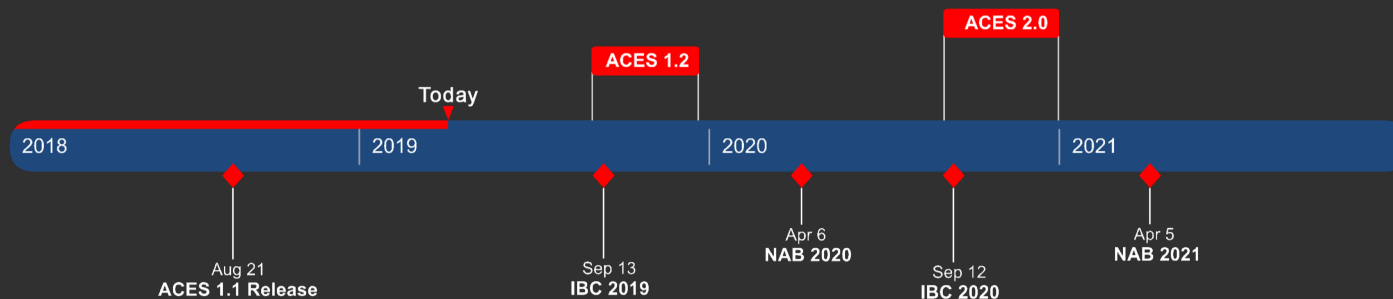 ACES 2.0
ACES 1.2
Today
2018
2019
2020
2021
Aug 21
ACES 1.1 Release
Sep 13
IBC 2019
Apr 6
NAB 2020
Sep 12
IBC 2020
Apr 5
NAB 2021